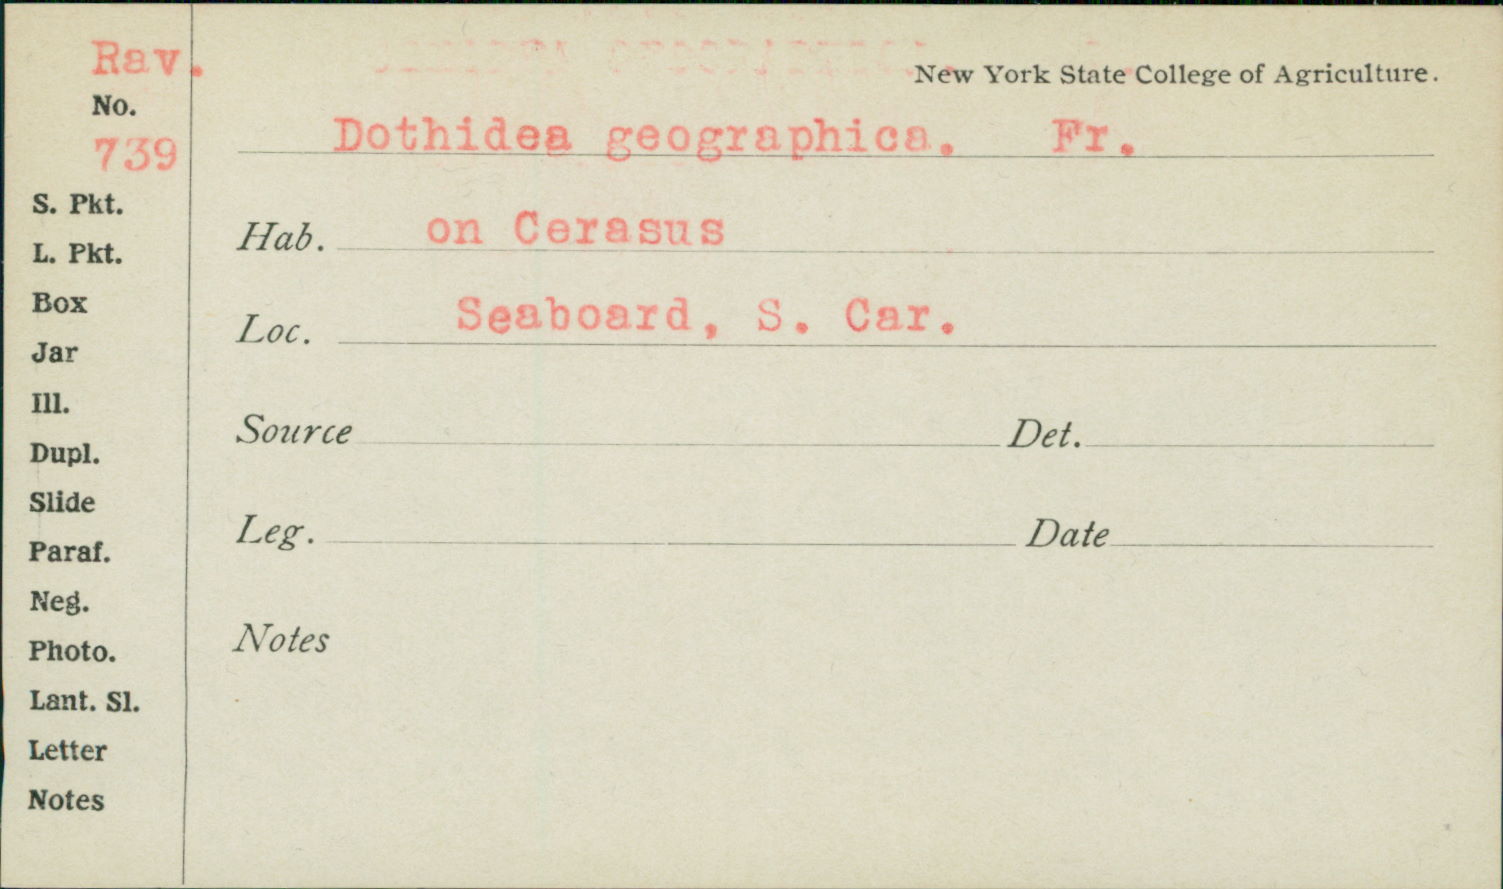 Rav.
New York State College of Agriculture.
No.
739
Dothidea geographica. Fr.
S. Pkt.
Hab. on Cerasus
L. Pkt.
Box
Loc. Seaboard, S. Car.
Jar
Ill.
Source Det.
Dupl.
Slide
Leg. Date
Paraf.
Neg.
Notes
Photo.
Lant. Sl.
Letter
Notes